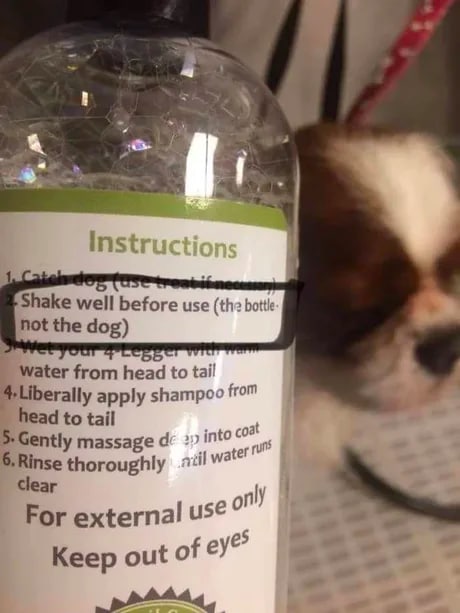 Instructions
1. Catch dog (use treat if necessary)
2. Shake well before use (the bottle-
not the dog)
3. Wet your 4-Legger with warm
water from head to tail
4. Liberally apply shampoo from
head to tail
5. Gently massage deep into coat
6. Rinse thoroughly until water runs
clear
For external use only
Keep out of eyes